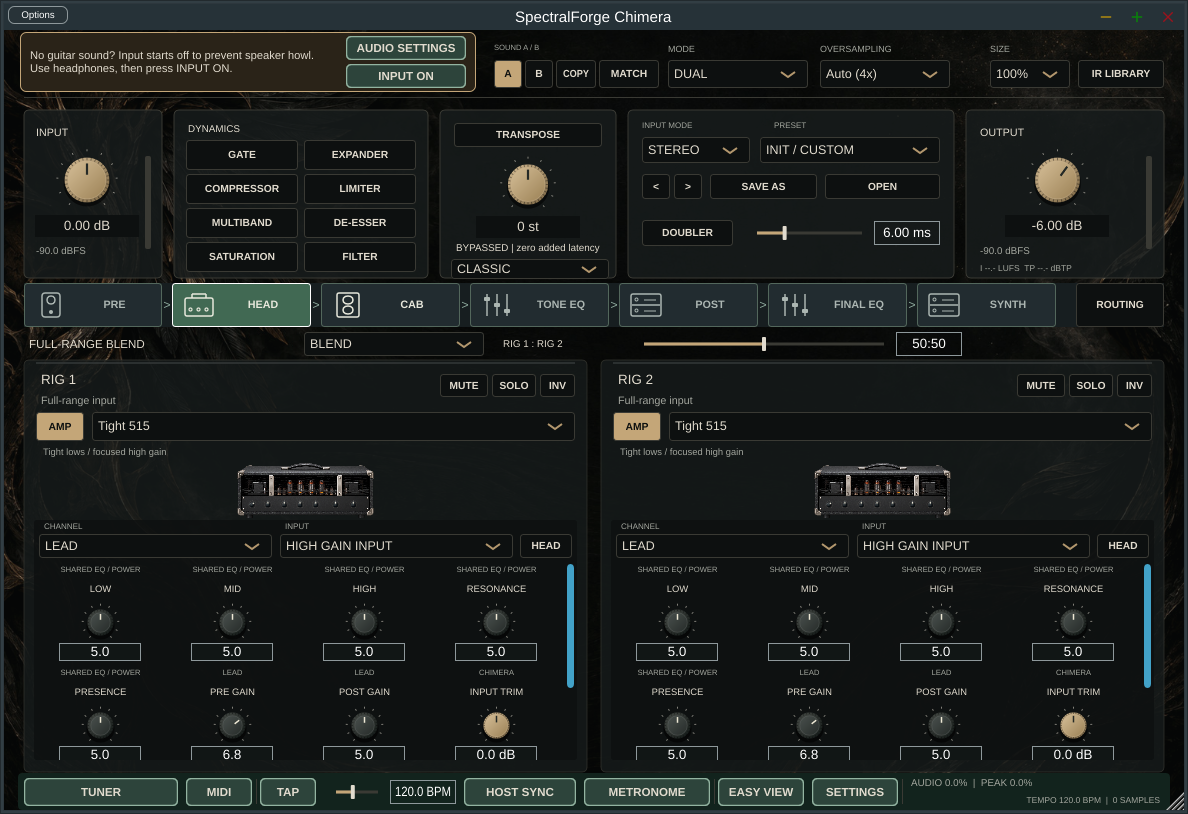 Options
SpectralForge Chimera
No guitar sound? Input starts off to prevent speaker howl.
Use headphones, then press INPUT ON.
AUDIO SETTINGS
INPUT ON
SOUND A / B
A B COPY MATCH
MODE
DUAL
OVERSAMPLING
Auto (4x)
SIZE
100%
IR LIBRARY
INPUT
0.00 dB
-90.0 dBFS
DYNAMICS
GATE EXPANDER
COMPRESSOR LIMITER
MULTIBAND DE-ESSER
SATURATION FILTER
TRANSPOSE
0 st
BYPASSED | zero added latency
CLASSIC
INPUT MODE PRESET
STEREO INIT / CUSTOM
< > SAVE AS OPEN
DOUBLER 6.00 ms
OUTPUT
-6.00 dB
-90.0 dBFS
I --.- LUFS TP --.- dBTP
PRE > HEAD > CAB > TONE EQ > POST > FINAL EQ > SYNTH ROUTING
FULL-RANGE BLEND BLEND RIG 1 : RIG 2 50:50
RIG 1
MUTE SOLO INV
Full-range input
AMP Tight 515
Tight lows / focused high gain
CHANNEL INPUT
LEAD HIGH GAIN INPUT HEAD
SHARED EQ / POWER SHARED EQ / POWER SHARED EQ / POWER SHARED EQ / POWER
LOW MID HIGH RESONANCE
5.0 5.0 5.0 5.0
SHARED EQ / POWER LEAD LEAD CHIMERA
PRESENCE PRE GAIN POST GAIN INPUT TRIM
5.0 6.8 5.0 0.0 dB
RIG 2
MUTE SOLO INV
Full-range input
AMP Tight 515
Tight lows / focused high gain
CHANNEL INPUT
LEAD HIGH GAIN INPUT HEAD
SHARED EQ / POWER SHARED EQ / POWER SHARED EQ / POWER SHARED EQ / POWER
LOW MID HIGH RESONANCE
5.0 5.0 5.0 5.0
SHARED EQ / POWER LEAD LEAD CHIMERA
PRESENCE PRE GAIN POST GAIN INPUT TRIM
5.0 6.8 5.0 0.0 dB
TUNER MIDI TAP 120.0 BPM HOST SYNC METRONOME EASY VIEW SETTINGS
AUDIO 0.0% | PEAK 0.0%
TEMPO 120.0 BPM | 0 SAMPLES